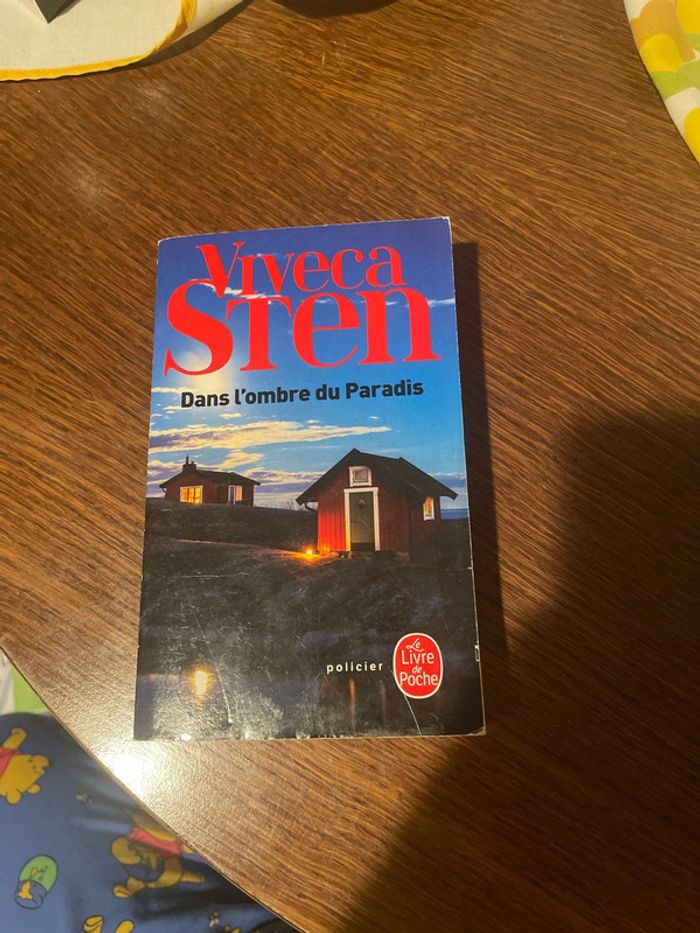 Viveca
Sten
Dans l'ombre du Paradis
policier
Le
Livre
de
Poche